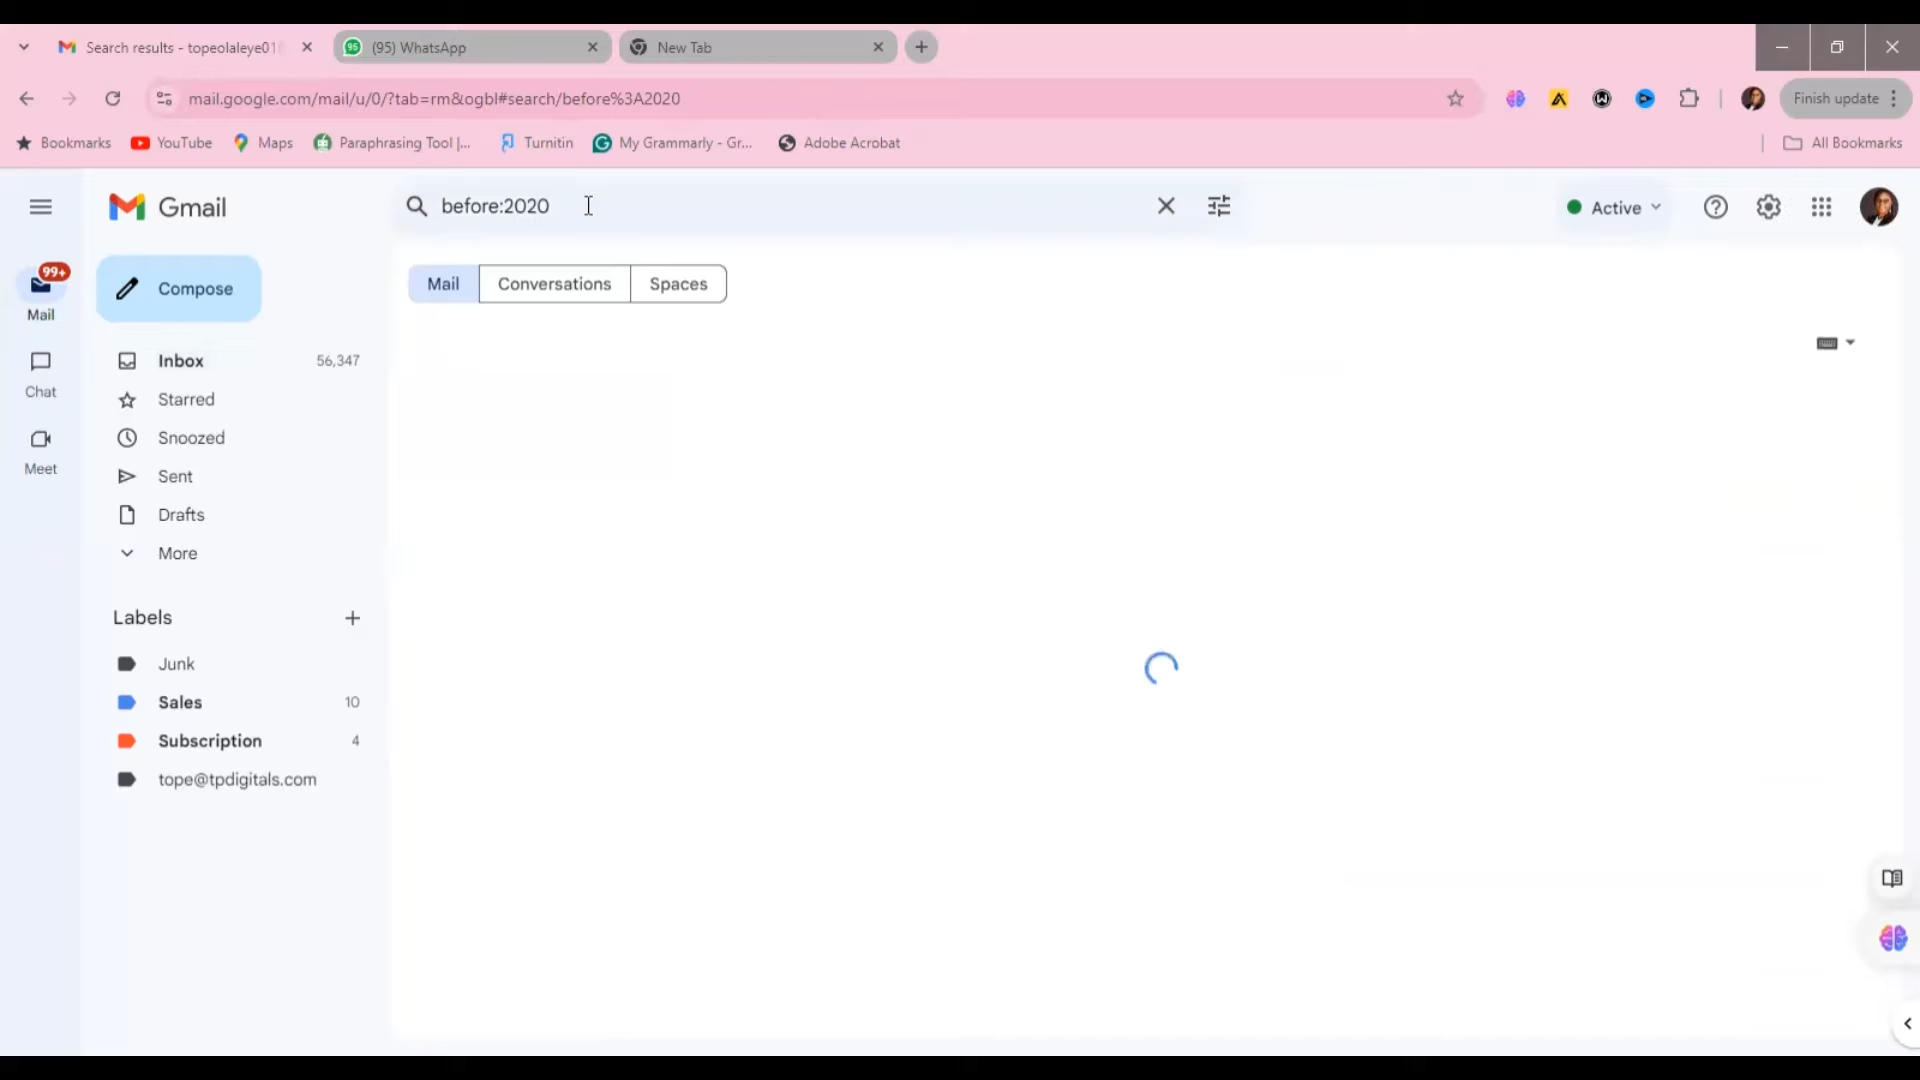 Search results - topeolaleye01
95 (95) WhatsApp
New Tab
mail.google.com/mail/u/0/?tab=rm&ogbl#search/before%3A2020
Finish update
Bookmarks
YouTube
Maps
Paraphrasing Tool |...
Turnitin
My Grammarly - Gr...
Adobe Acrobat
All Bookmarks
Gmail
before:2020
Active
99+
Mail
Chat
Meet
Compose
Inbox 56,347
Starred
Snoozed
Sent
Drafts
More
Labels
Junk
Sales 10
Subscription 4
tope@tpdigitals.com
Mail
Conversations
Spaces